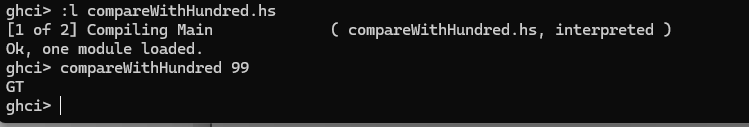 ghci> :l compareWithHundred.hs
[1 of 2] Compiling Main             ( compareWithHundred.hs, interpreted )
Ok, one module loaded.
ghci> compareWithHundred 99
GT
ghci>